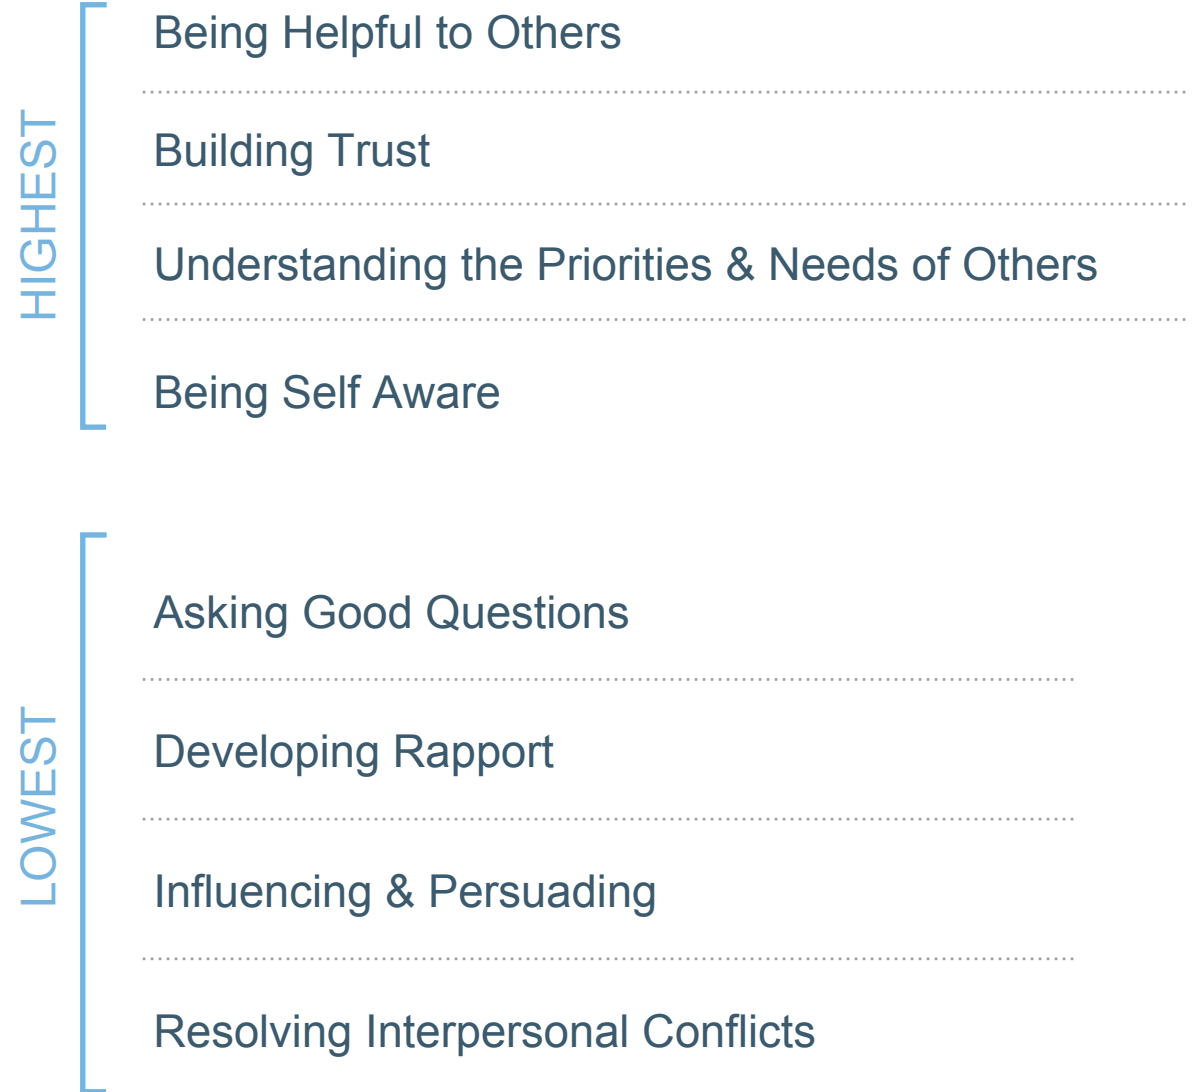 HIGHEST
Being Helpful to Others
Building Trust
Understanding the Priorities & Needs of Others
Being Self Aware
LOWEST
Asking Good Questions
Developing Rapport
Influencing & Persuading
Resolving Interpersonal Conflicts